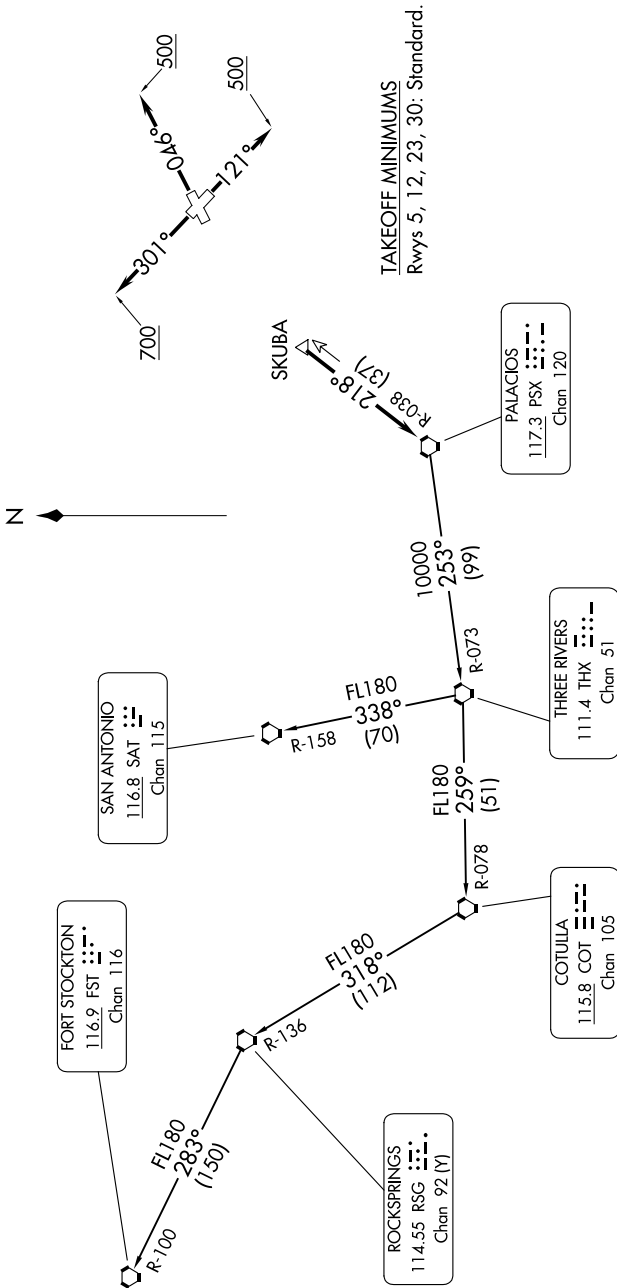 N
301°
046°
121°
700
500
500
TAKEOFF MINIMUMS
Rwys 5, 12, 23, 30: Standard.
SKUBA
218°
R-038
(37)
PALACIOS
117.3 PSX
Chan 120
10000
253°
(99)
R-073
THREE RIVERS
111.4 THX
Chan 51
SAN ANTONIO
116.8 SAT
Chan 115
FL180
338°
(70)
R-158
FL180
259°
(51)
R-078
COTULLA
115.8 COT
Chan 105
FL180
318°
(112)
R-136
ROCKSPRINGS
114.55 RSG
Chan 92 (Y)
FL180
283°
(150)
R-100
FORT STOCKTON
116.9 FST
Chan 116